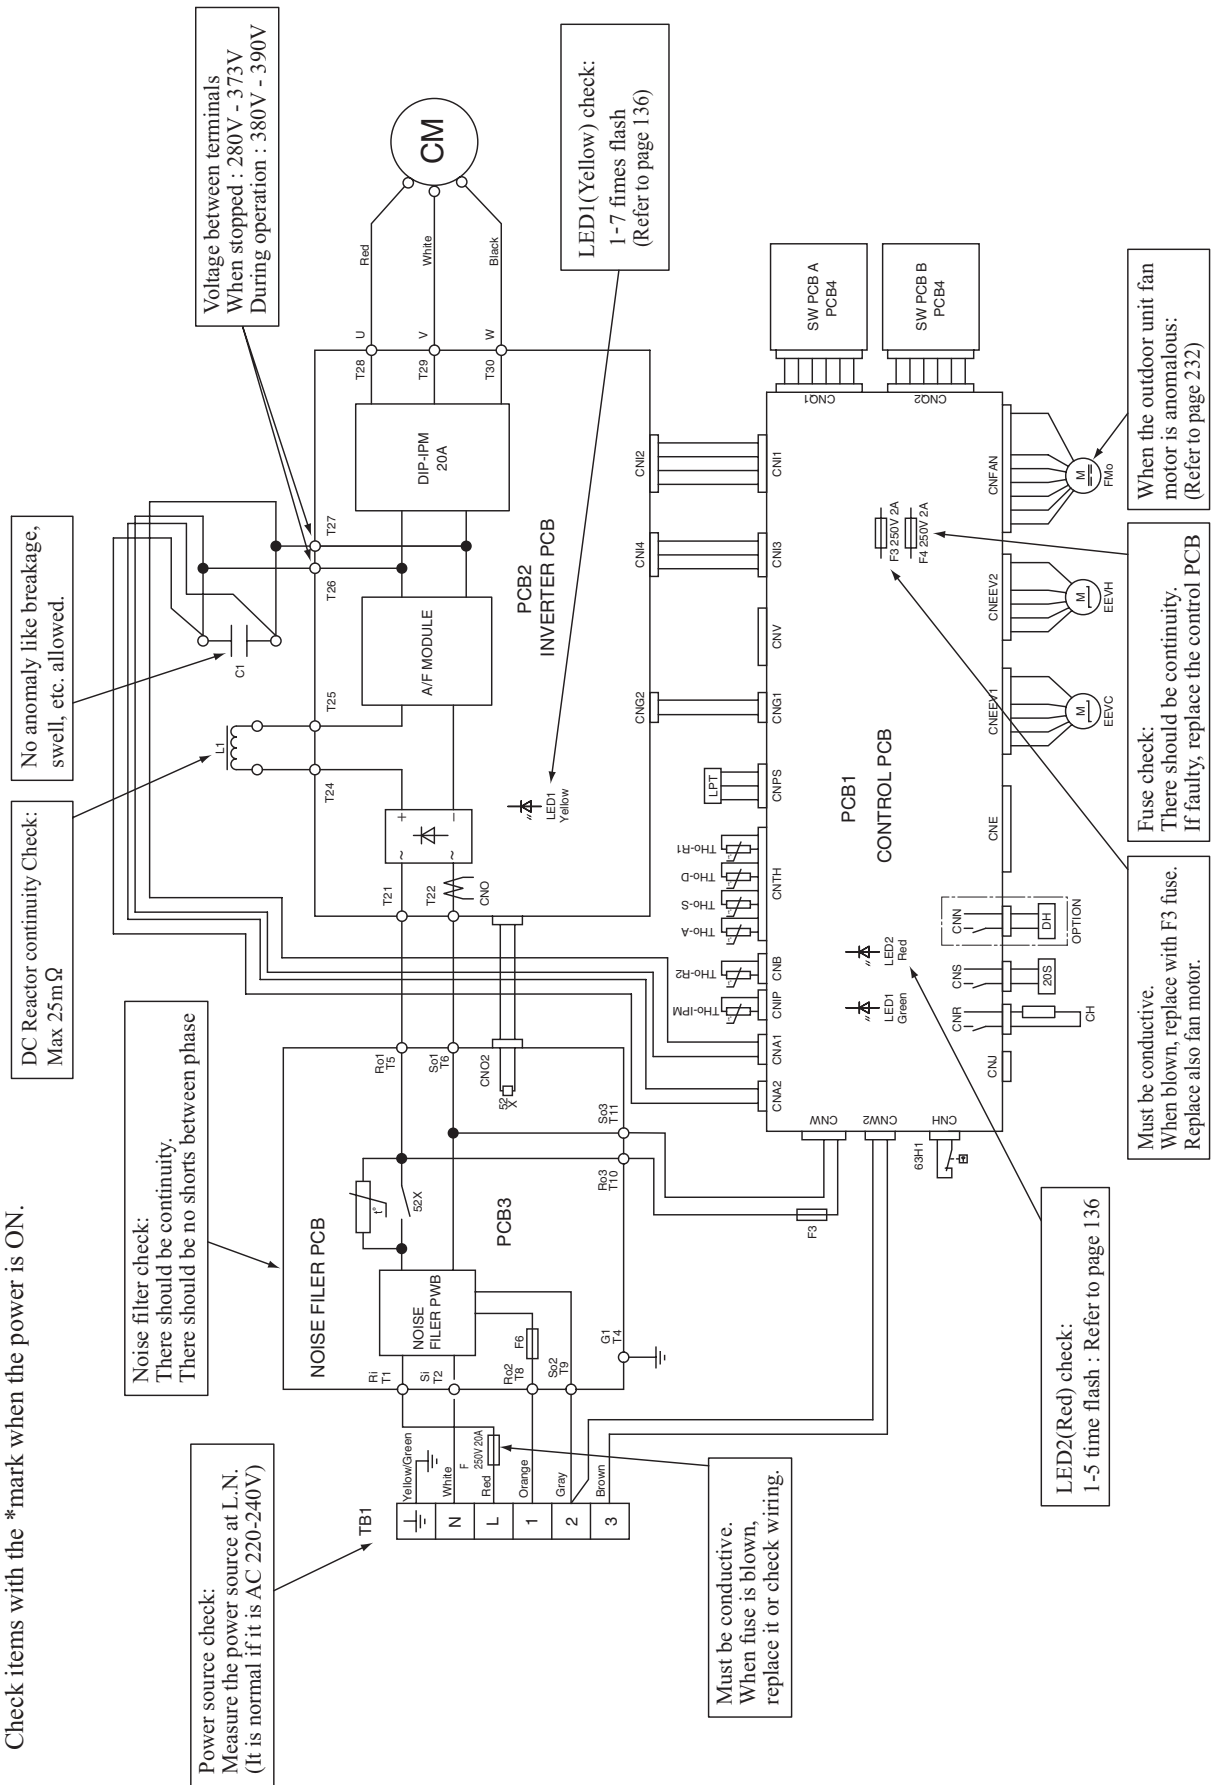 Check items with the *mark when the power is ON.
Power source check:
Measure the power source at L.N.
(It is normal if it is AC 220-240V)
Noise filter check:
There should be continuity.
There should be no shorts between phase
DC Reactor continuity Check:
Max 25mΩ
No anomaly like breakage,
swell, etc. allowed.
Voltage between terminals
When stopped : 280V - 373V
During operation : 380V - 390V
LED1(Yellow) check:
1-7 fimes flash
(Refer to page 136)
TB1
N
L
1
2
3
Yellow/Green
White
Red
F
250V 20A
Orange
Gray
Brown
Must be conductive.
When fuse is blown,
replace it or check wiring.
NOISE FILER PCB
PCB3
NOISE
FILER PWB
Ri
T1
Si
T2
Ro2
T8
So2
T9
F6
G1
T4
t°
52X
Ro1
T5
So1
T6
CNO2
52
X
So3
T11
Ro3
T10
F3
L1
C1
T21
T22
CNO
T24
T25
T26
T27
~
~
+
−
LED1
Yellow
A/F MODULE
PCB2
INVERTER PCB
DIP-IPM
20A
T28
T29
T30
U
V
W
Red
White
Black
CM
CNG2
CNI4
CNI2
CNA2
CNA1
CNIP
CNB
CNTH
CNPS
CNG1
CNV
CNI3
CNI1
THo-IPM
THo-R2
THo-A
THo-S
THo-D
THo-R1
LPT
CNW
CNW2
CNH
63H1
LED1
Green
LED2
Red
PCB1
CONTROL PCB
F3 250V 2A
F4 250V 2A
CNQ1
CNQ2
SW PCB A
PCB4
SW PCB B
PCB4
CNJ
CNR
CNS
CNN
CNE
CNEEV1
CNEEV2
CNFAN
CH
20S
DH
OPTION
M
EEVC
M
EEVH
M
FMo
LED2(Red) check:
1-5 time flash : Refer to page 136
Must be conductive.
When blown, replace with F3 fuse.
Replace also fan motor.
Fuse check:
There should be continuity.
If faulty, replace the control PCB
When the outdoor unit fan
motor is anomalous:
(Refer to page 232)